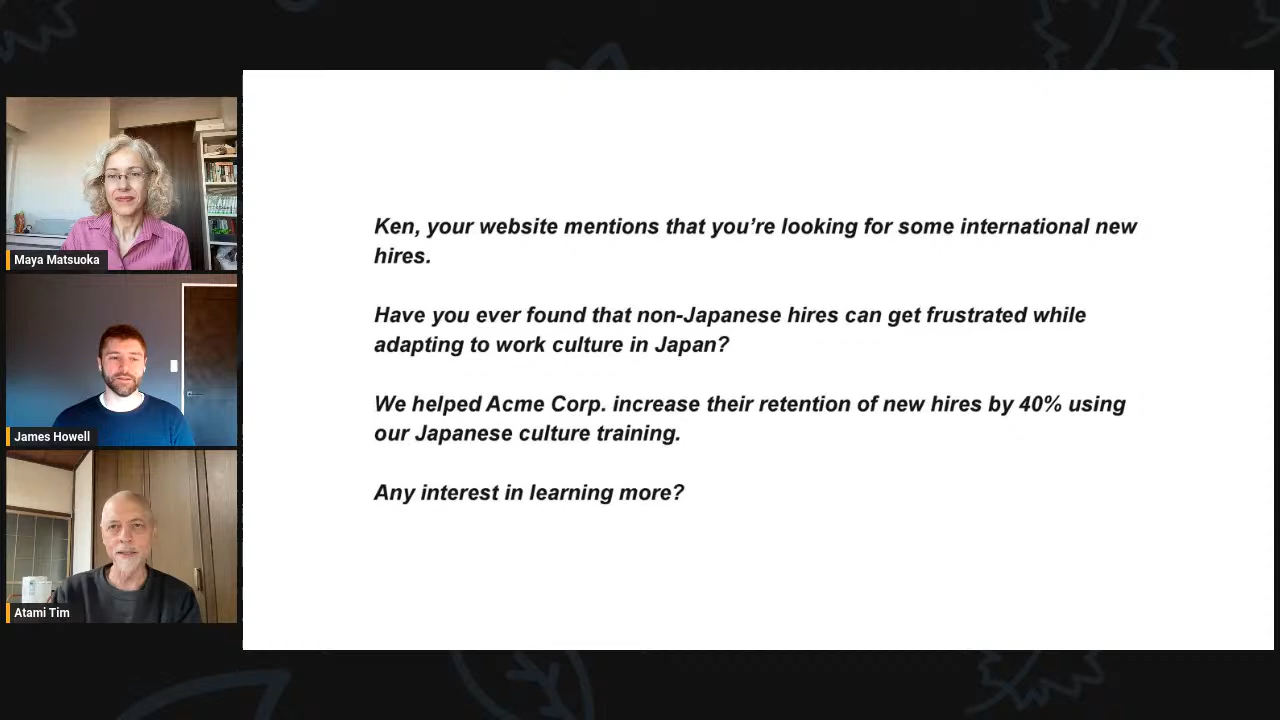 Maya Matsuoka
James Howell
Atami Tim
Ken, your website mentions that you’re looking for some international new
hires.
Have you ever found that non-Japanese hires can get frustrated while
adapting to work culture in Japan?
We helped Acme Corp. increase their retention of new hires by 40% using
our Japanese culture training.
Any interest in learning more?